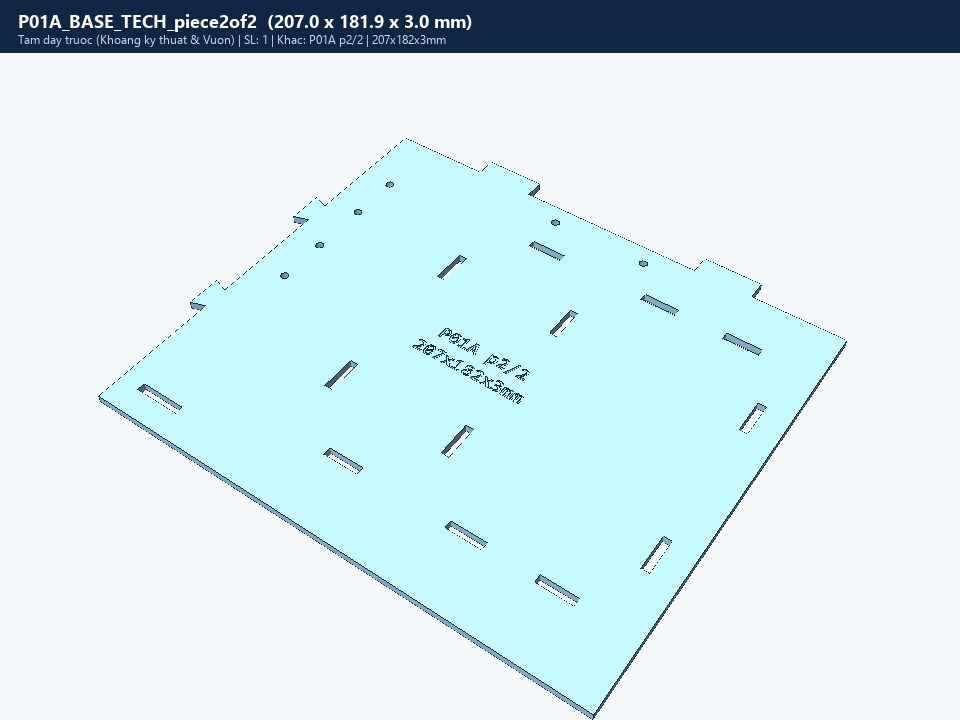 P01A_BASE_TECH_piece2of2 (207.0 x 181.9 x 3.0 mm)
Tam day truoc (Khoang ky thuat & Vuon) | SL: 1 | Khac: P01A p2/2 | 207x182x3mm
P01A p2/2
207x182x3mm